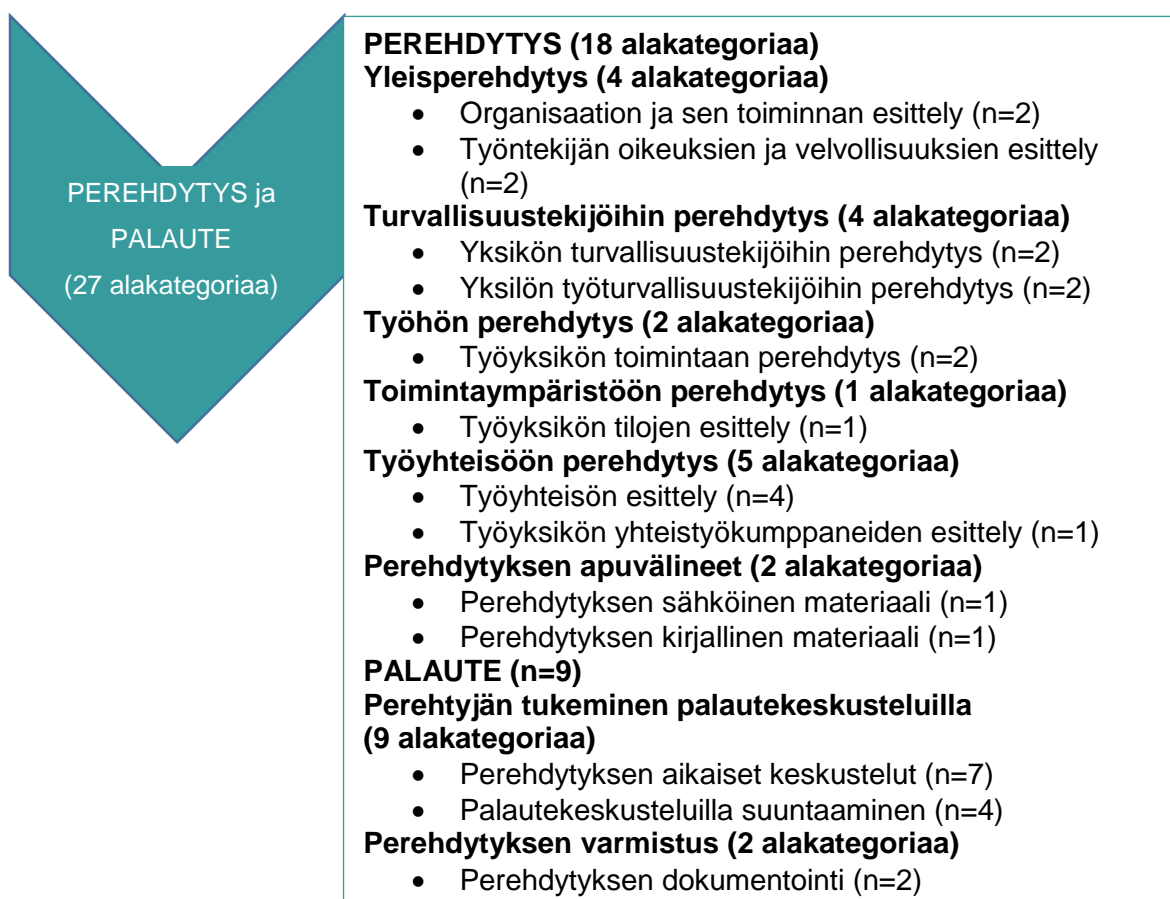 PEREHDYTYS ja
PALAUTE
(27 alakategoriaa)
PEREHDYTYS (18 alakategoriaa)
Yleisperehdytys (4 alakategoriaa)
• Organisaation ja sen toiminnan esittely (n=2)
• Työntekijän oikeuksien ja velvollisuuksien esittely
(n=2)
Turvallisuustekijöihin perehdytys (4 alakategoriaa)
• Yksikön turvallisuustekijöihin perehdytys (n=2)
• Yksilön työturvallisuustekijöihin perehdytys (n=2)
Työhön perehdytys (2 alakategoriaa)
• Työyksikön toimintaan perehdytys (n=2)
Toimintaympäristöön perehdytys (1 alakategoriaa)
• Työyksikön tilojen esittely (n=1)
Työyhteisöön perehdytys (5 alakategoriaa)
• Työyhteisön esittely (n=4)
• Työyksikön yhteistyökumppaneiden esittely (n=1)
Perehdytyksen apuvälineet (2 alakategoriaa)
• Perehdytyksen sähköinen materiaali (n=1)
• Perehdytyksen kirjallinen materiaali (n=1)
PALAUTE (n=9)
Perehtyjän tukeminen palautekeskusteluilla
(9 alakategoriaa)
• Perehdytyksen aikaiset keskustelut (n=7)
• Palautekeskusteluilla suuntaaminen (n=4)
Perehdytyksen varmistus (2 alakategoriaa)
• Perehdytyksen dokumentointi (n=2)